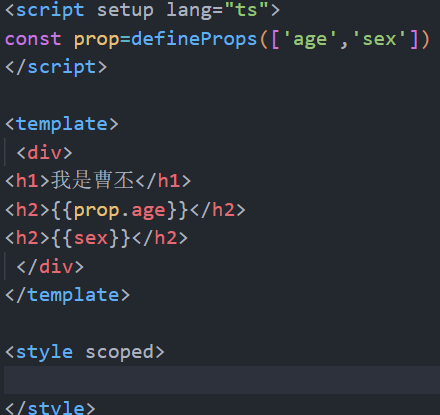 <script setup lang="ts">
const prop=defineProps(['age','sex'])
</script>
<template>
<div>
<h1>我是曹丕</h1>
<h2>{{prop.age}}</h2>
<h2>{{sex}}</h2>
</div>
</template>
<style scoped>
</style>